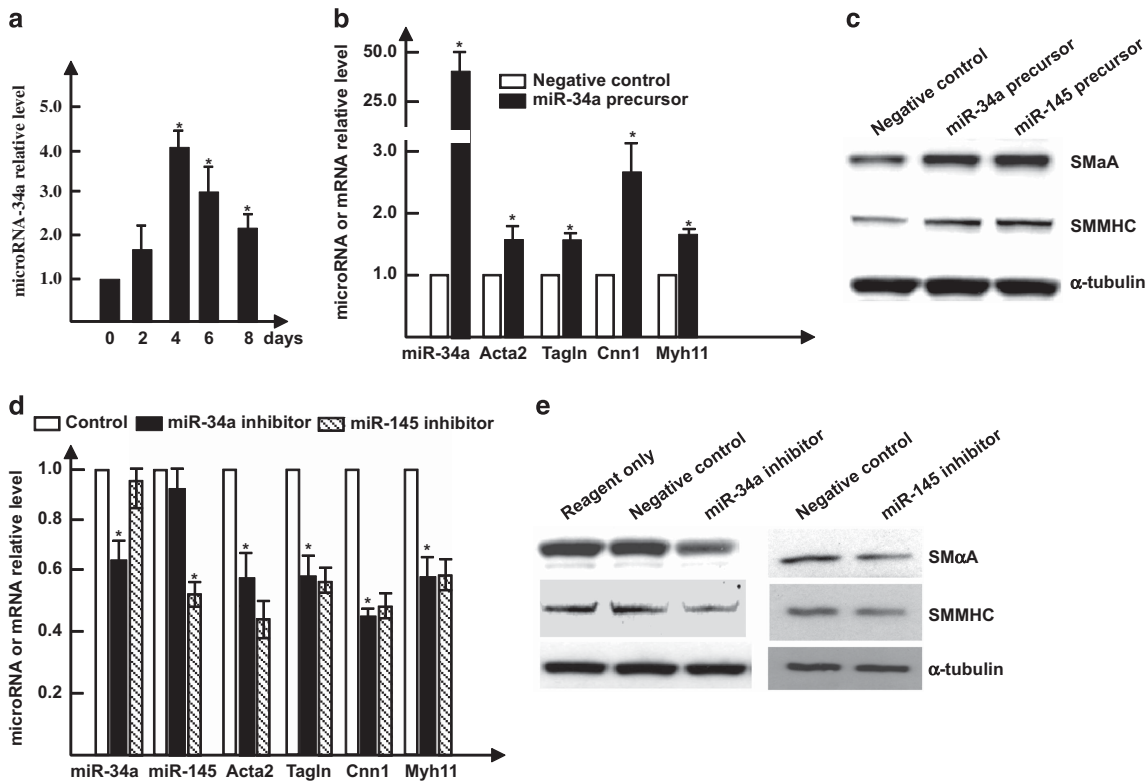 a
microRNA-34a relative level
5.0
4.0
3.0
2.0
1.0
*
*
*
0 2 4 6 8 days
b
microRNA or mRNA relative level
50.0
25.0
3.0
2.0
1.0
Negative control
miR-34a precursor
*
*
*
*
*
miR-34a Acta2 Tagln Cnn1 Myh11
c
Negative control
miR-34a precursor
miR-145 precursor
SMaA
SMMHC
α-tubulin
d
Control miR-34a inhibitor miR-145 inhibitor
microRNA or mRNA relative level
1.0
0.8
0.6
0.4
0.2
*
*
*
*
*
*
miR-34a miR-145 Acta2 Tagln Cnn1 Myh11
e
Reagent only
Negative control
miR-34a inhibitor
Negative control
miR-145 inhibitor
SMαA
SMMHC
α-tubulin